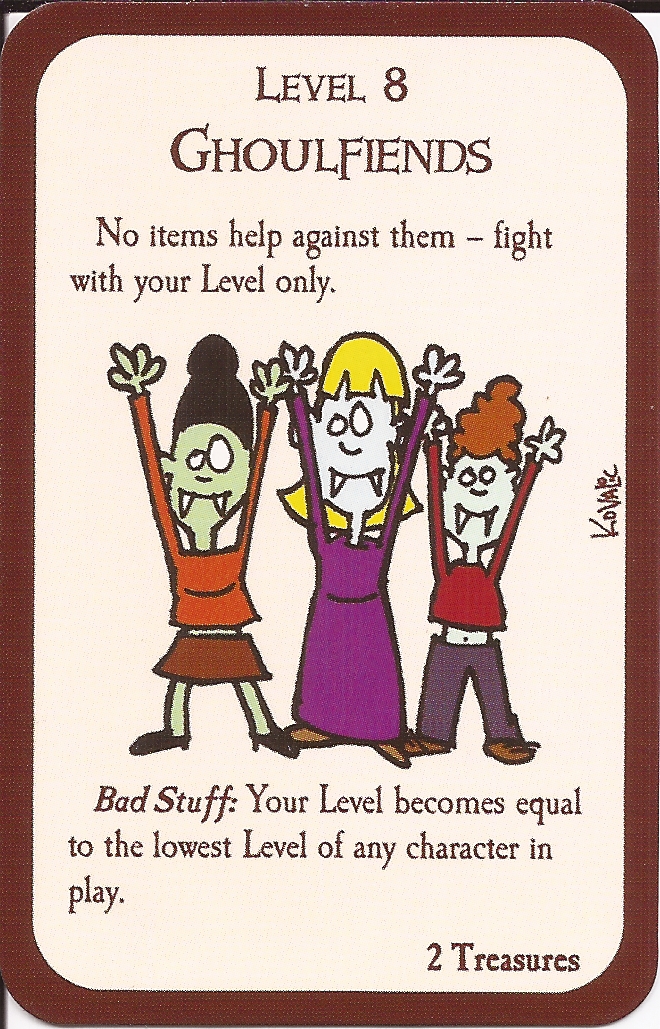 LEVEL 8
GHOULFIENDS
No items help against them – fight
with your Level only.
KOVALIC
Bad Stuff: Your Level becomes equal
to the lowest Level of any character in
play.
2 Treasures